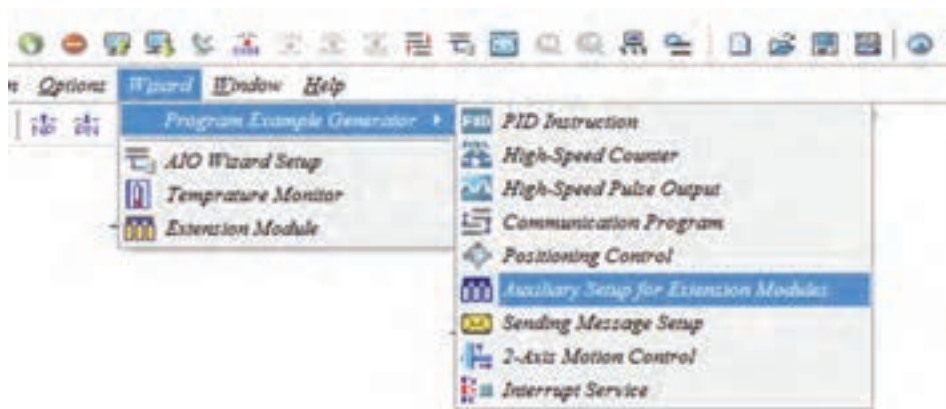 Options Wizard Window Help
Program Example Generator
AIO Wizard Setup
Temprature Monitor
Extension Module
PID PID Instruction
High-Speed Counter
High-Speed Pulse Output
Communication Program
Positioning Control
Auxiliary Setup for Extension Modules
Sending Message Setup
2-Axis Motion Control
Interrupt Service